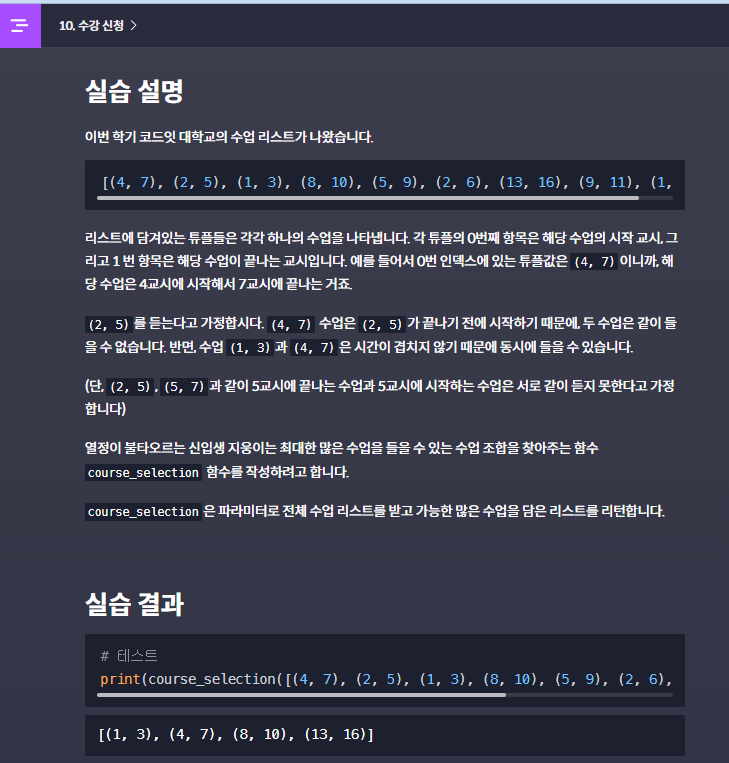 10. 수강 신청 >
실습 설명
이번 학기 코드잇 대학교의 수업 리스트가 나왔습니다.
[(4, 7), (2, 5), (1, 3), (8, 10), (5, 9), (2, 6), (13, 16), (9, 11), (1,
리스트에 담겨있는 튜플들은 각각 하나의 수업을 나타냅니다. 각 튜플의 0번째 항목은 해당 수업의 시작 교시, 그
리고 1 번 항목은 해당 수업이 끝나는 교시입니다. 예를 들어서 0번 인덱스에 있는 튜플값은 (4, 7) 이니까, 해
당 수업은 4교시에 시작해서 7교시에 끝나는 거죠.
(2, 5) 를 듣는다고 가정합시다. (4, 7) 수업은 (2, 5) 가 끝나기 전에 시작하기 때문에, 두 수업은 같이 들
을 수 없습니다. 반면, 수업 (1, 3) 과 (4, 7) 은 시간이 겹치지 않기 때문에 동시에 들을 수 있습니다.
(단, (2, 5) , (5, 7) 과 같이 5교시에 끝나는 수업과 5교시에 시작하는 수업은 서로 같이 듣지 못한다고 가정
합니다)
열정이 불타오르는 신입생 지웅이는 최대한 많은 수업을 들을 수 있는 수업 조합을 찾아주는 함수
course_selection 함수를 작성하려고 합니다.
course_selection 은 파라미터로 전체 수업 리스트를 받고 가능한 많은 수업을 담은 리스트를 리턴합니다.
실습 결과
# 테스트
print(course_selection([(4, 7), (2, 5), (1, 3), (8, 10), (5, 9), (2, 6),
[(1, 3), (4, 7), (8, 10), (13, 16)]